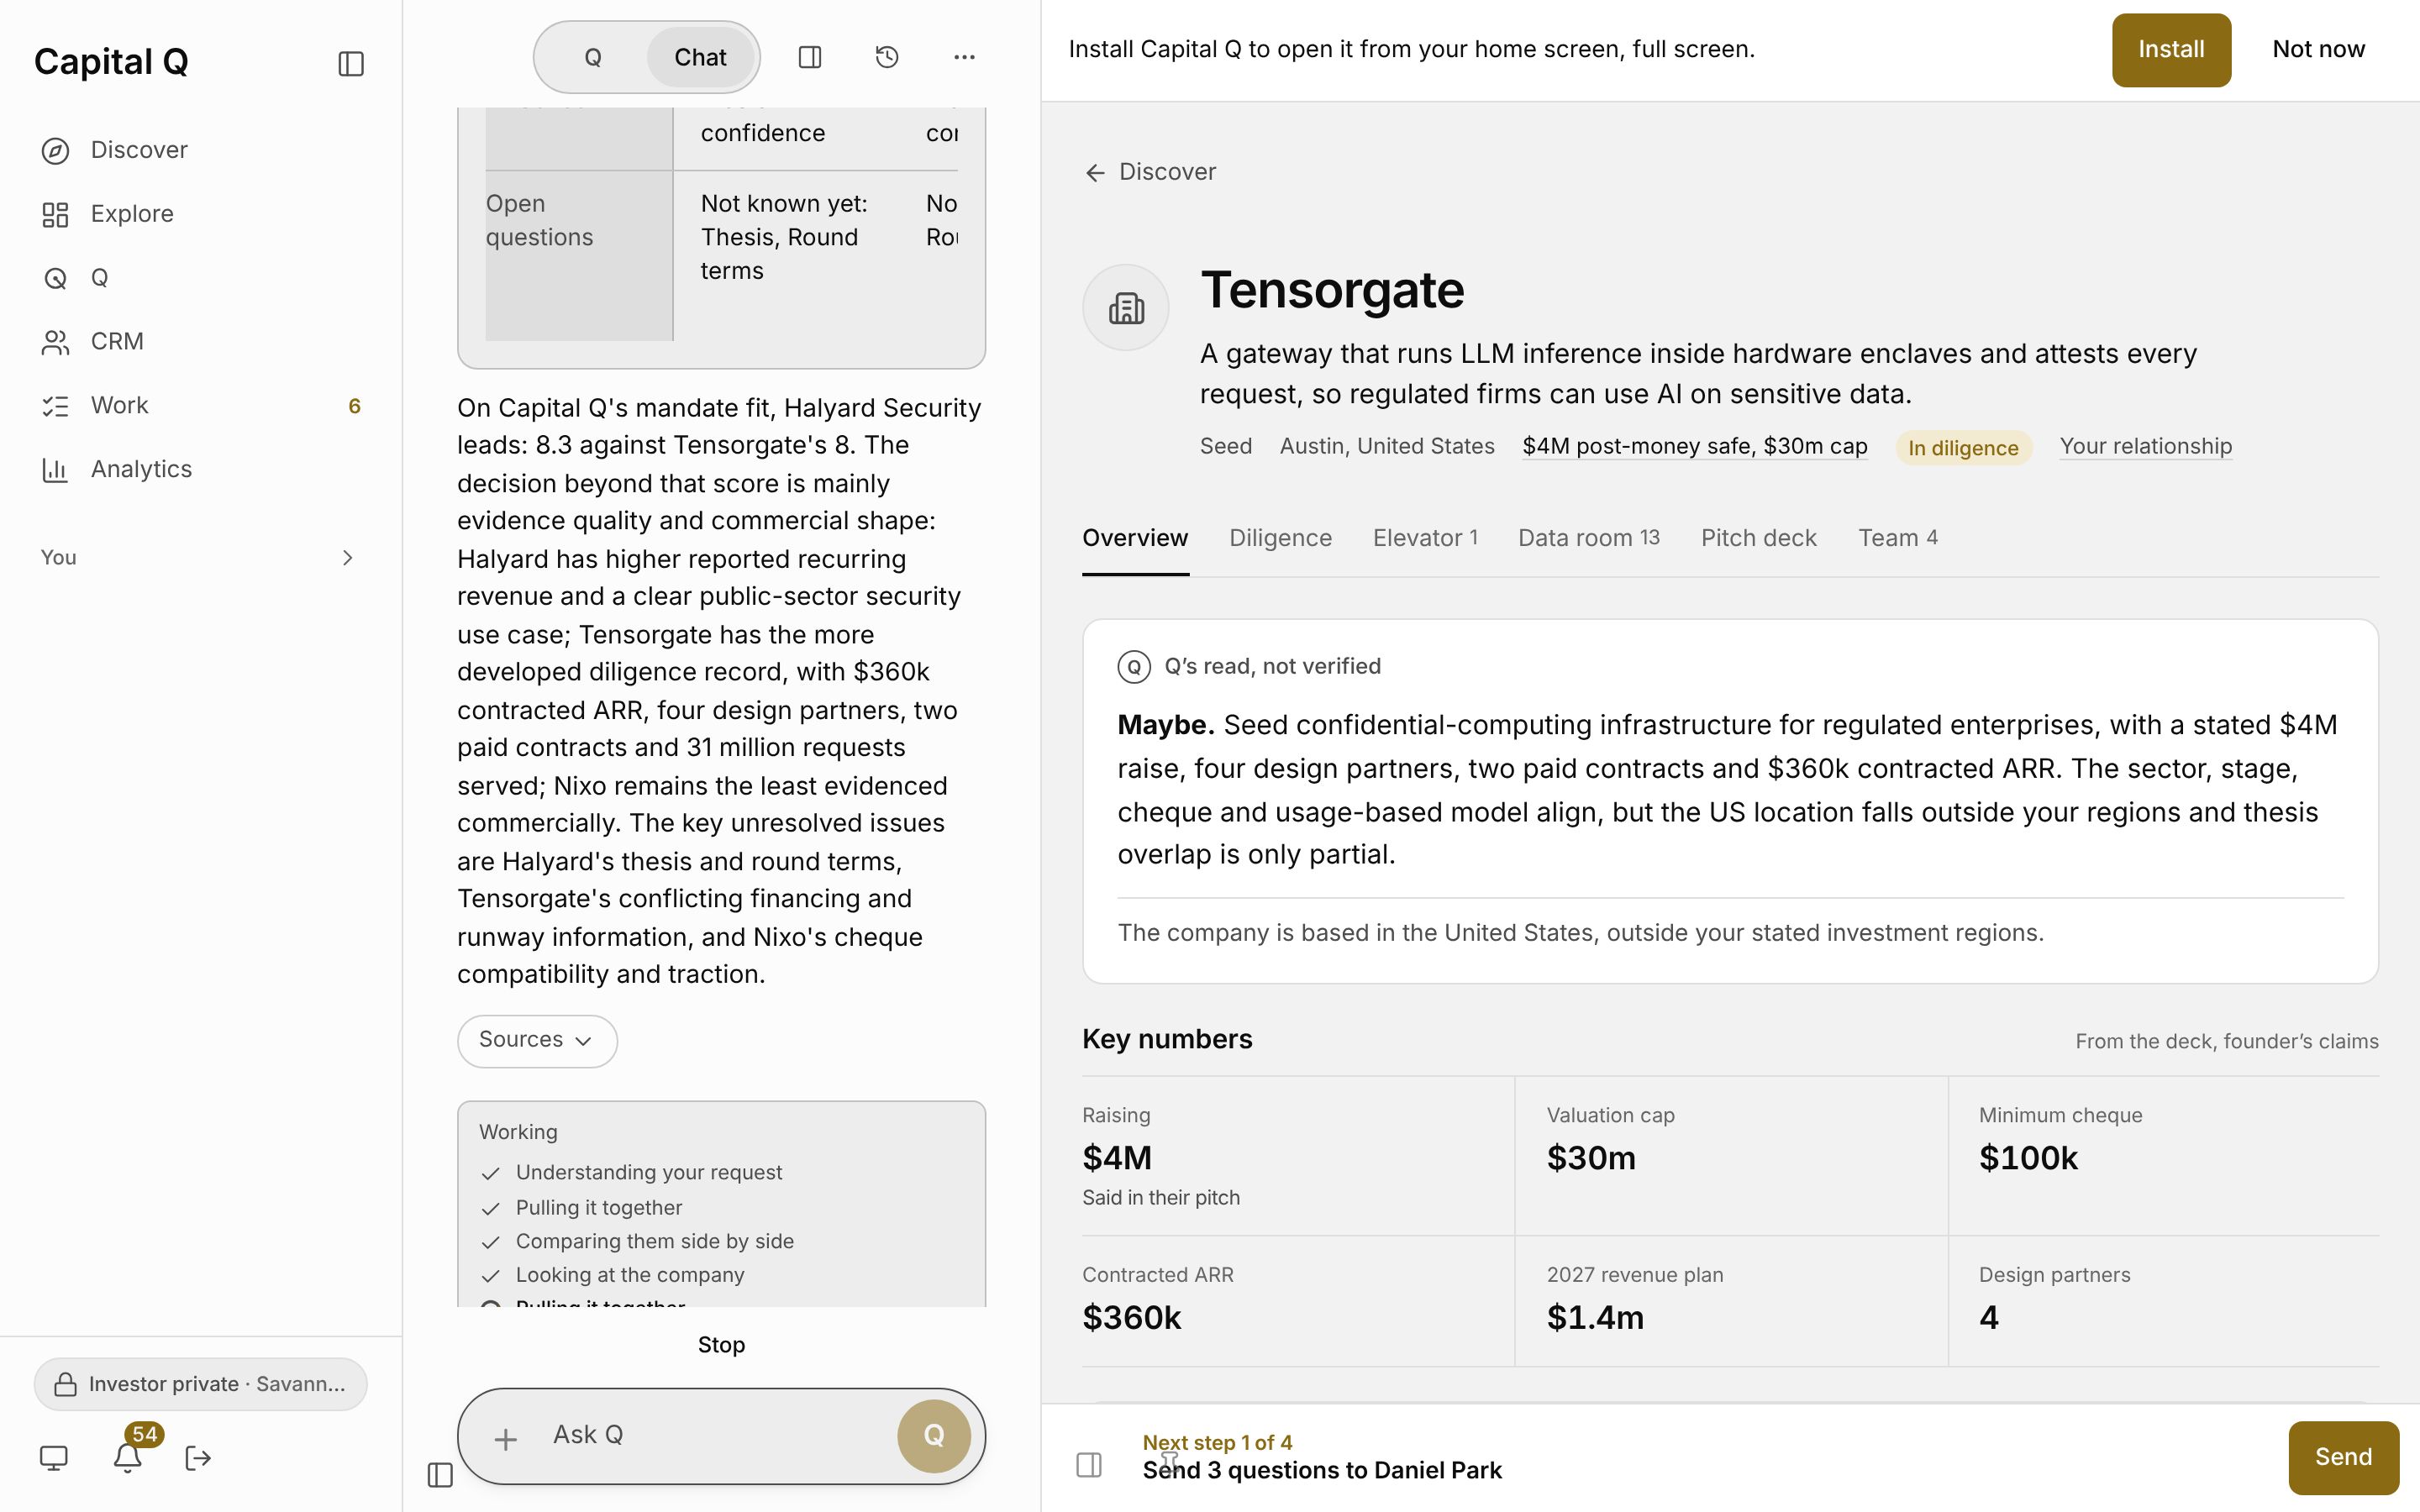 Capital Q
Discover
Explore
Q
CRM
Work 6
Analytics
You
Investor private · Savann...
54
Q Chat
confidence
Open questions
Not known yet:
Thesis, Round
terms
No
On Capital Q's mandate fit, Halyard Security
leads: 8.3 against Tensorgate's 8. The
decision beyond that score is mainly
evidence quality and commercial shape:
Halyard has higher reported recurring
revenue and a clear public-sector security
use case; Tensorgate has the more
developed diligence record, with $360k
contracted ARR, four design partners, two
paid contracts and 31 million requests
served; Nixo remains the least evidenced
commercially. The key unresolved issues
are Halyard's thesis and round terms,
Tensorgate's conflicting financing and
runway information, and Nixo's cheque
compatibility and traction.
Sources
Working
Understanding your request
Pulling it together
Comparing them side by side
Looking at the company
Pulling it together
Stop
Ask Q
Q
Install Capital Q to open it from your home screen, full screen.
Install
Not now
Discover
Tensorgate
A gateway that runs LLM inference inside hardware enclaves and attests every
request, so regulated firms can use AI on sensitive data.
Seed Austin, United States $4M post-money safe, $30m cap In diligence Your relationship
Overview Diligence Elevator 1 Data room 13 Pitch deck Team 4
Q Q’s read, not verified
Maybe. Seed confidential-computing infrastructure for regulated enterprises, with a stated $4M
raise, four design partners, two paid contracts and $360k contracted ARR. The sector, stage,
cheque and usage-based model align, but the US location falls outside your regions and thesis
overlap is only partial.
The company is based in the United States, outside your stated investment regions.
Key numbers
From the deck, founder’s claims
Raising
$4M
Said in their pitch
Valuation cap
$30m
Minimum cheque
$100k
Contracted ARR
$360k
2027 revenue plan
$1.4m
Design partners
4
Next step 1 of 4
Send 3 questions to Daniel Park
Send